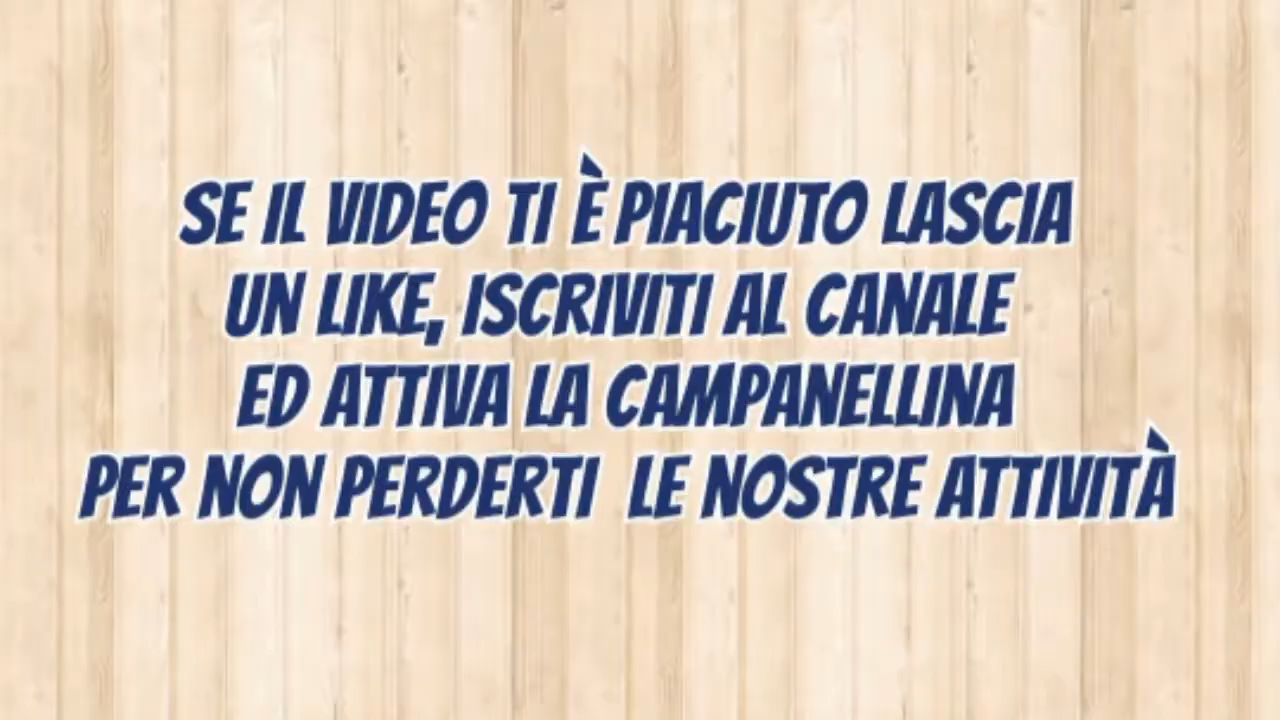 SE IL VIDEO TI È PIACIUTO LASCIA
UN LIKE, ISCRIVITI AL CANALE
ED ATTIVA LA CAMPANELLINA
PER NON PERDERTI LE NOSTRE ATTIVITÀ